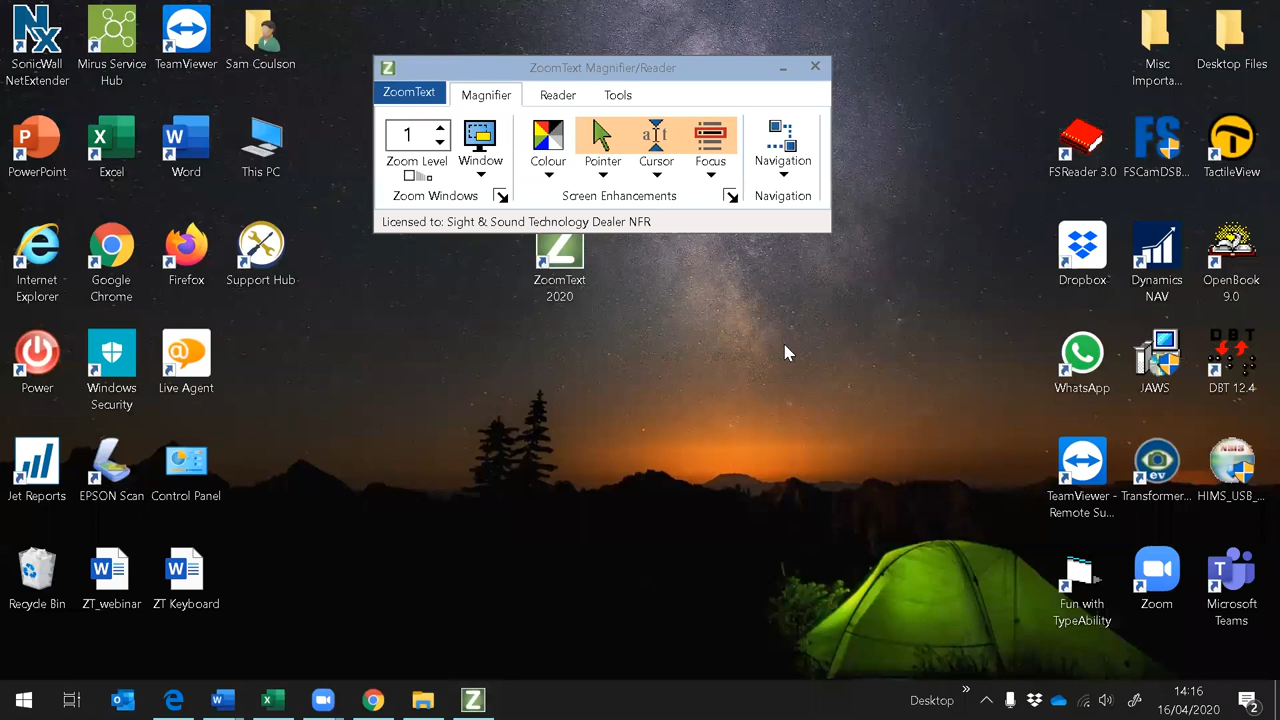 SonicWall
NetExtender
Mirus Service
Hub
TeamViewer
Sam Coulson
ZoomText Magnifier/Reader
ZoomText
Magnifier
Reader
Tools
1
Zoom Level
Window
Colour
Pointer
Cursor
Focus
Navigation
Zoom Windows
Screen Enhancements
Navigation
Licensed to: Sight & Sound Technology Dealer NFR
Misc
Importa...
Desktop Files
PowerPoint
Excel
Word
This PC
FSReader 3.0
FSCamDSB...
TactileView
Internet
Explorer
Google
Chrome
Firefox
Support Hub
ZoomText
2020
Dropbox
Dynamics
NAV
OpenBook
9.0
Power
Windows
Security
Live Agent
WhatsApp
JAWS
DBT
DBT 12.4
Jet Reports
EPSON Scan
Control Panel
TeamViewer -
Remote Su...
Transformer...
HIMS_USB_...
Recycle Bin
ZT_webinar
ZT Keyboard
Fun with
TypeAbility
Zoom
Microsoft
Teams
Desktop
14:16
16/04/2020
2